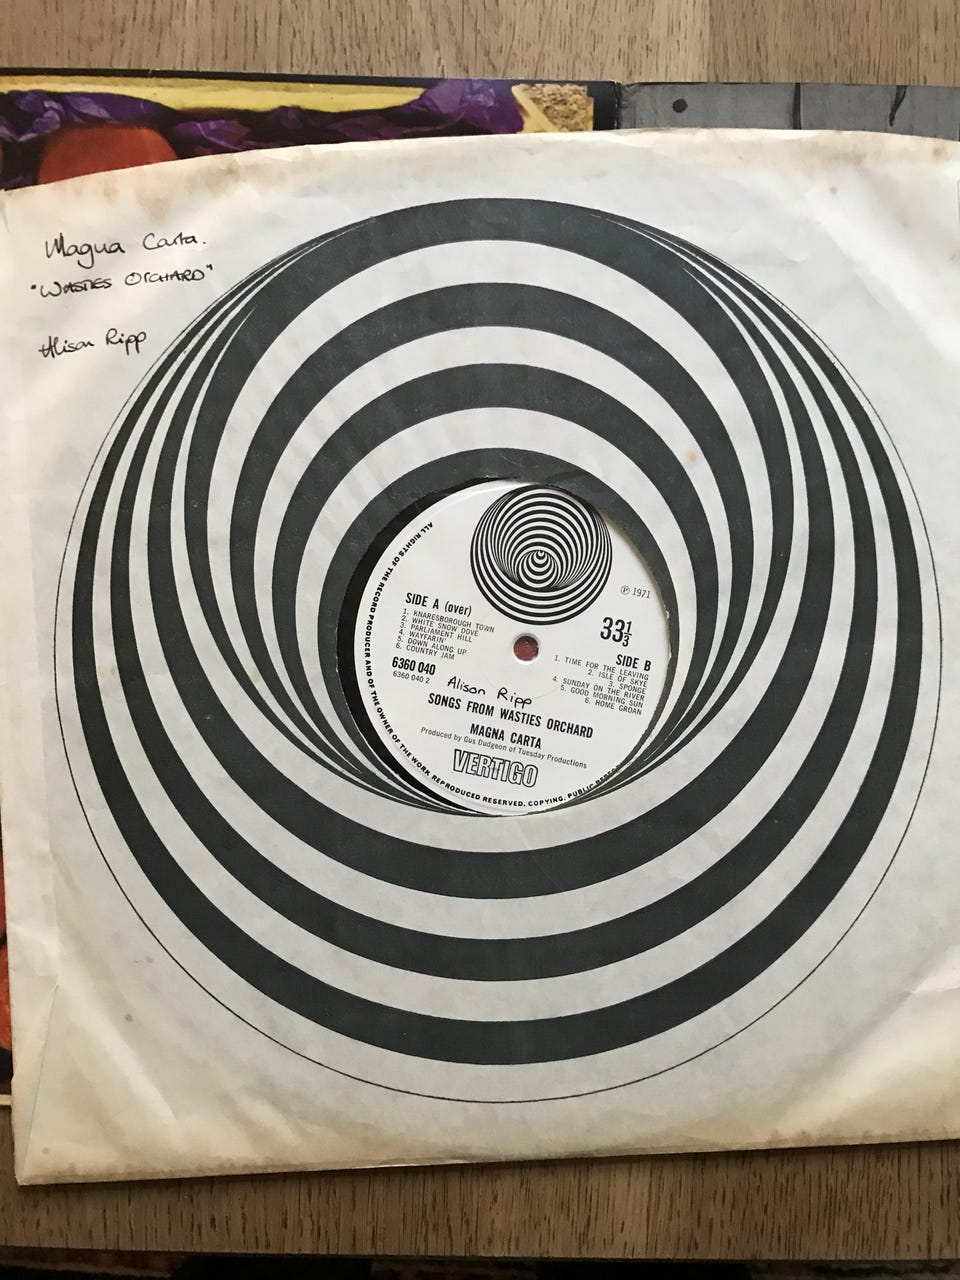 Magna Carta.
"WASTIES ORCHARD"
Alison Ripp
ALL RIGHTS OF THE RECORD PRODUCER AND OF THE OWNER OF THE WORK REPRODUCED RESERVED. COPYING, PUBLIC
℗ 1971
SIDE A (over)
1. KNARESBOROUGH TOWN
2. WHITE SNOW DOVE
3. PARLIAMENT HILL
4. WAYFARIN'
5. DOWN ALONG UP
6. COUNTRY JAM
33⅓
SIDE B
1. TIME FOR THE LEAVING
2. ISLE OF SKYE
3. SPONGE
4. SUNDAY ON THE RIVER
5. GOOD MORNING SUN
6. HOME GROAN
6360 040
6360 040 2
Alison Ripp
SONGS FROM WASTIES ORCHARD
MAGNA CARTA
Produced by Gus Dudgeon of Tuesday Productions
VERTIGO